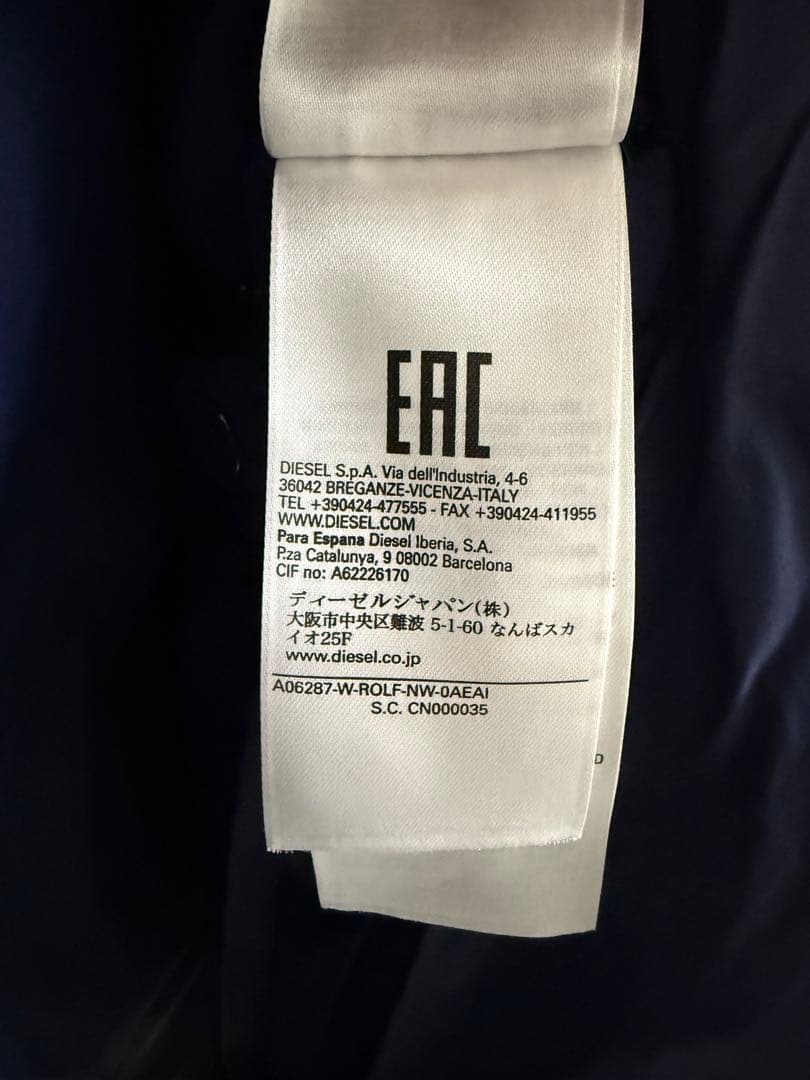 EAC
DIESEL S.p.A. Via dell'Industria, 4-6
36042 BREGANZE-VICENZA-ITALY
TEL +390424-477555 - FAX +390424-411955
WWW.DIESEL.COM
Para Espana Diesel Iberia, S.A.
P.za Catalunya, 9 08002 Barcelona
CIF no: A62226170
ディーゼルジャパン(株)
大阪市中央区難波 5-1-60 なんばスカ
イオ25F
www.diesel.co.jp
A06287-W-ROLF-NW-0AEAI
S.C. CN000035
D